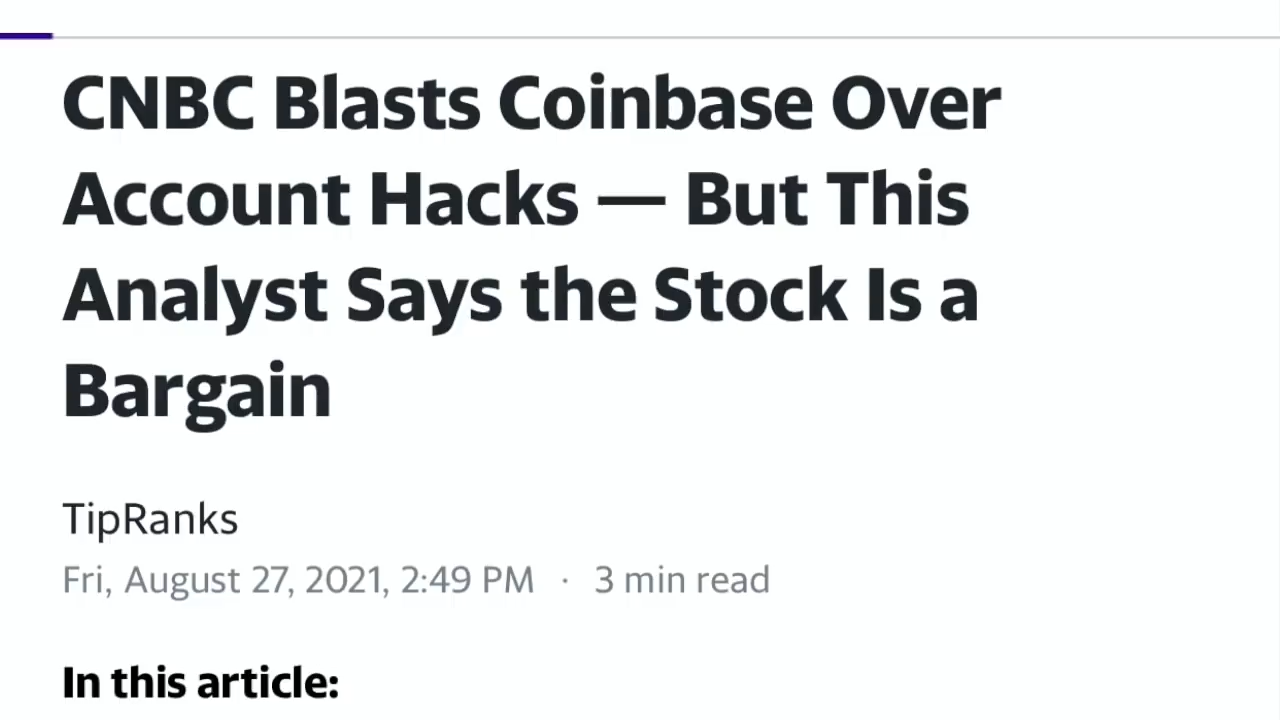 CNBC Blasts Coinbase Over
Account Hacks — But This
Analyst Says the Stock Is a
Bargain
TipRanks
Fri, August 27, 2021, 2:49 PM · 3 min read
In this article: